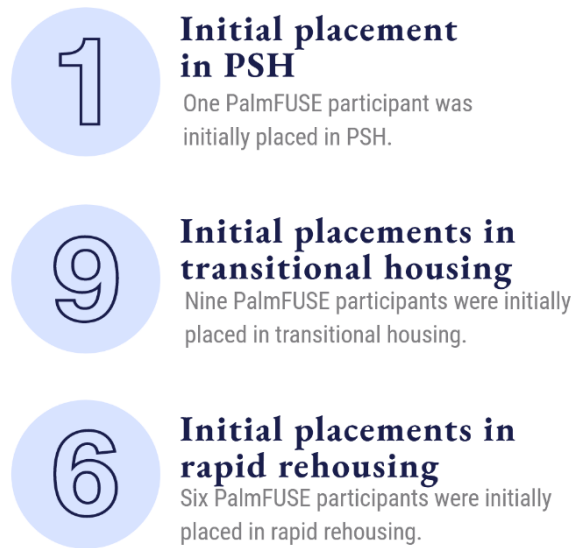 1
Initial placement
in PSH
One PalmFUSE participant was
initially placed in PSH.
9
Initial placements in
transitional housing
Nine PalmFUSE participants were initially
placed in transitional housing.
6
Initial placements in
rapid rehousing
Six PalmFUSE participants were initially
placed in rapid rehousing.